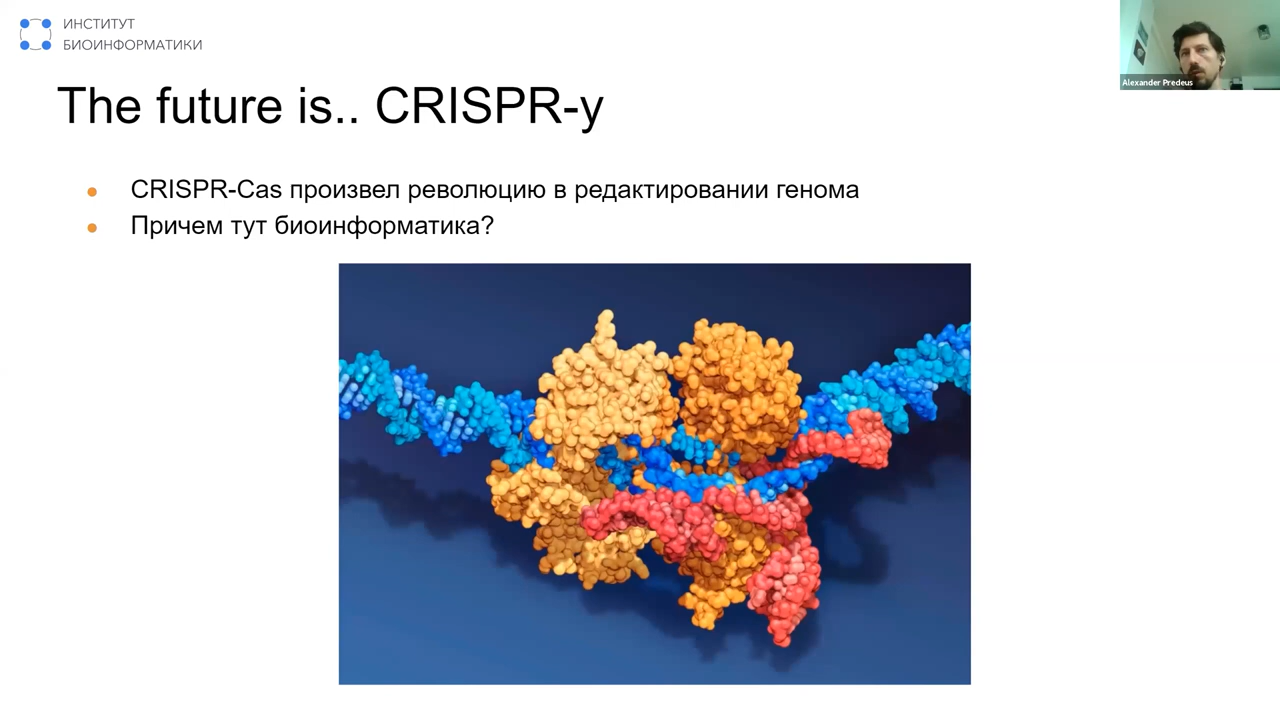 ИНСТИТУТ
БИОИНФОРМАТИКИ
Alexander Predeus
The future is.. CRISPR-y
CRISPR-Cas произвел революцию в редактировании генома
Причем тут биоинформатика?